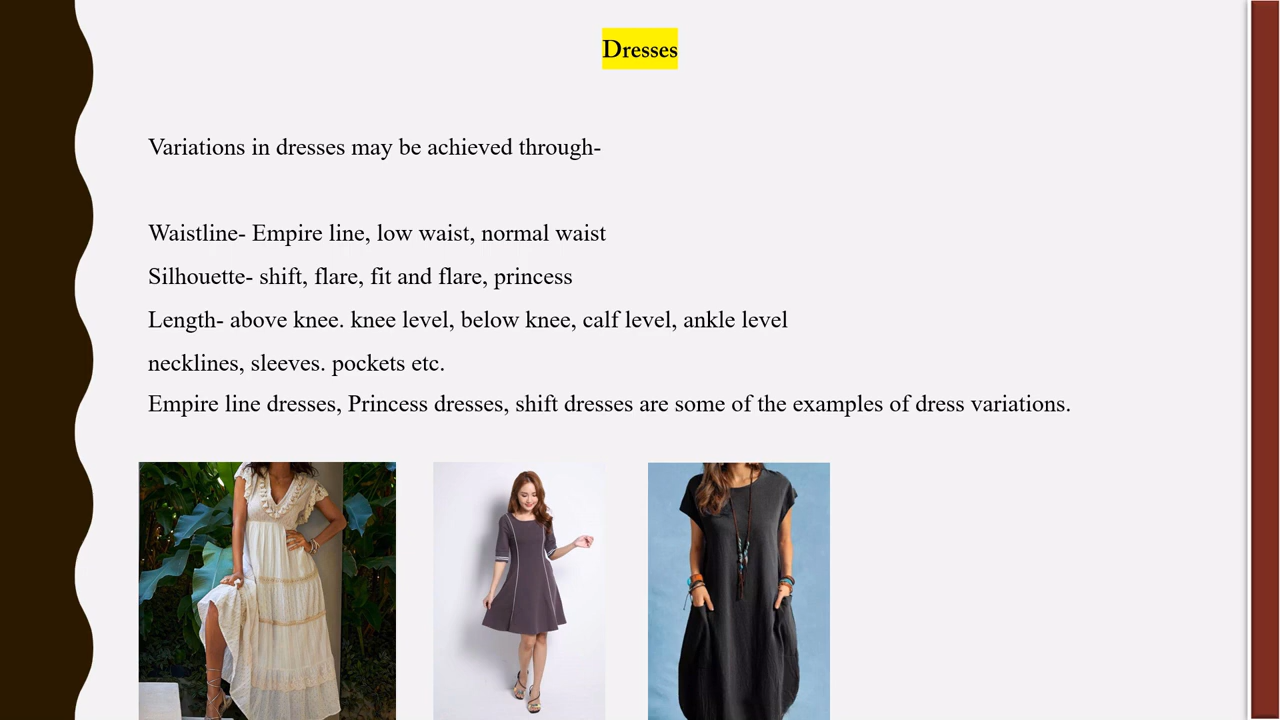 Dresses
Variations in dresses may be achieved through-
Waistline- Empire line, low waist, normal waist
Silhouette- shift, flare, fit and flare, princess
Length- above knee. knee level, below knee, calf level, ankle level
necklines, sleeves. pockets etc.
Empire line dresses, Princess dresses, shift dresses are some of the examples of dress variations.